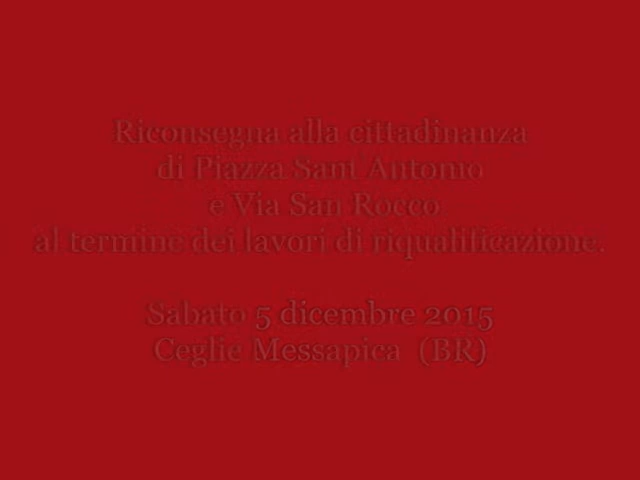 Riconsegna alla cittadinanza
di Piazza Sant'Antonio
e Via San Rocco
al termine dei lavori di riqualificazione.
Sabato 5 dicembre 2015
Ceglie Messapica (BR)